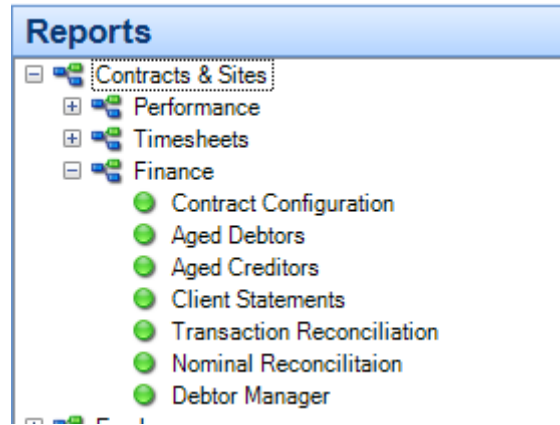 Reports
Contracts & Sites
Performance
Timesheets
Finance
Contract Configuration
Aged Debtors
Aged Creditors
Client Statements
Transaction Reconciliation
Nominal Reconcilitaion
Debtor Manager